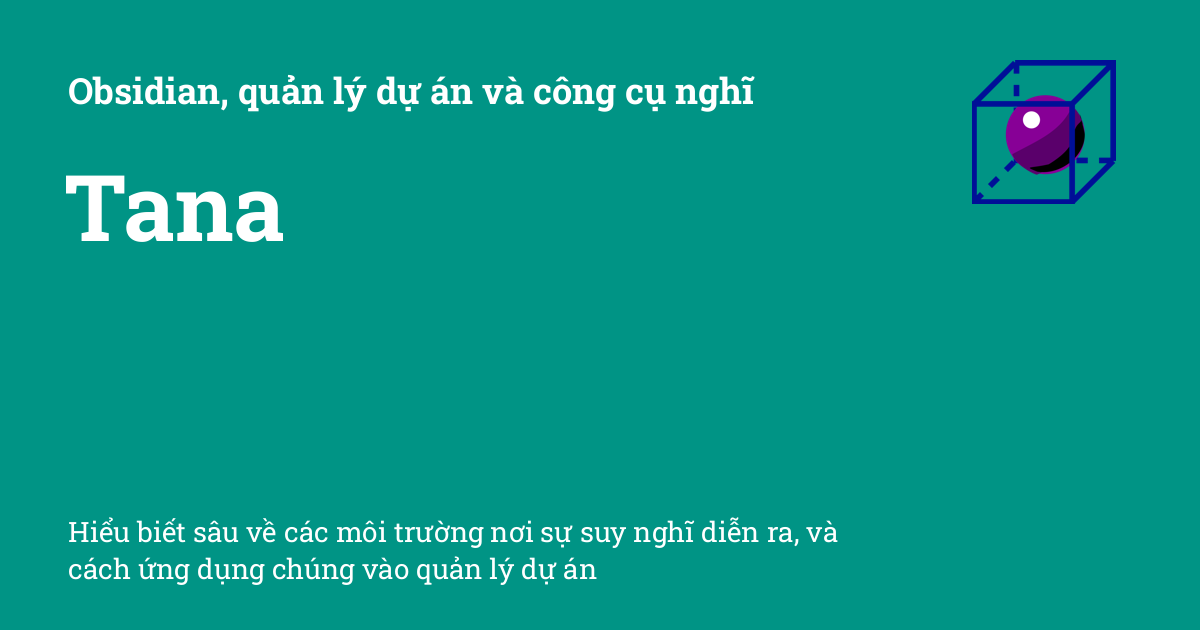 Obsidian, quản lý dự án và công cụ nghĩ
Tana
Hiểu biết sâu về các môi trường nơi sự suy nghĩ diễn ra, và
cách ứng dụng chúng vào quản lý dự án